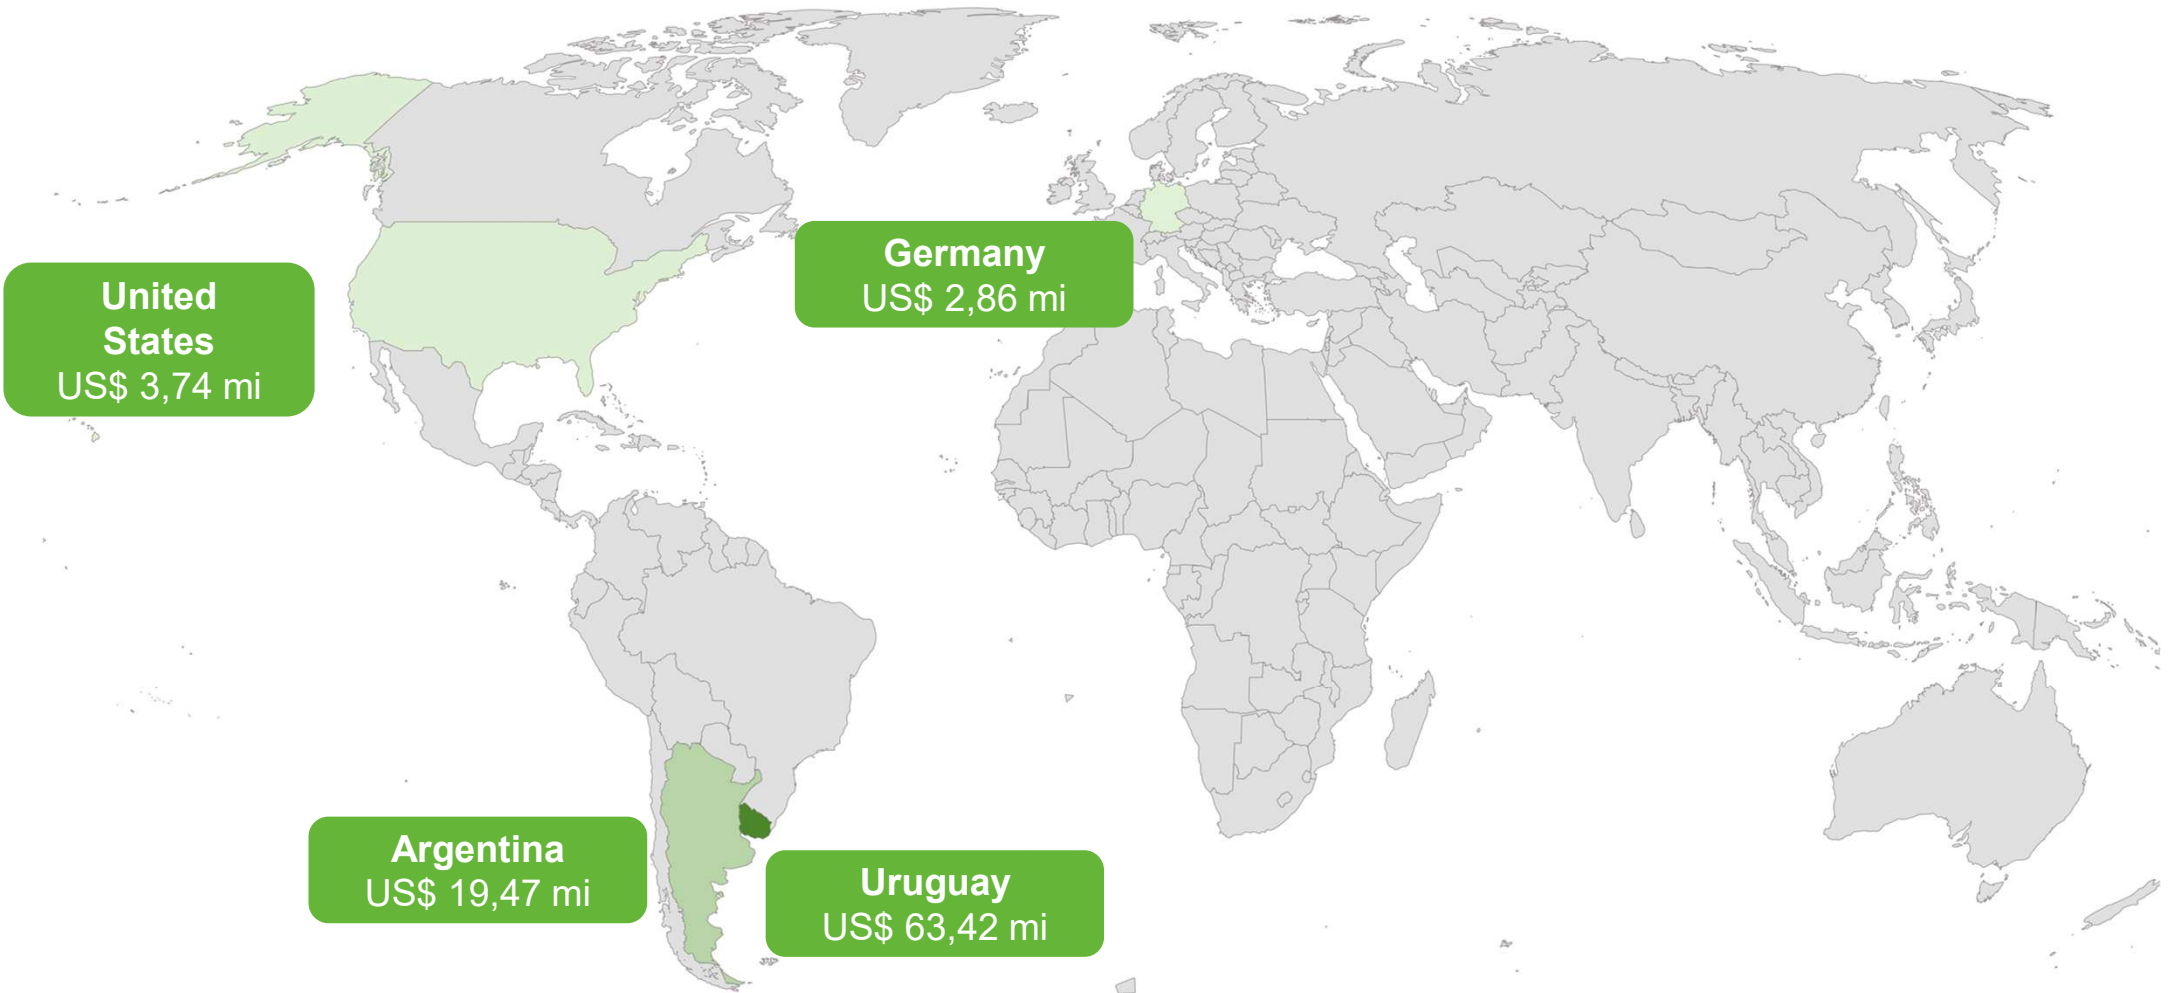 United
States
US$ 3,74 mi
Germany
US$ 2,86 mi
Argentina
US$ 19,47 mi
Uruguay
US$ 63,42 mi